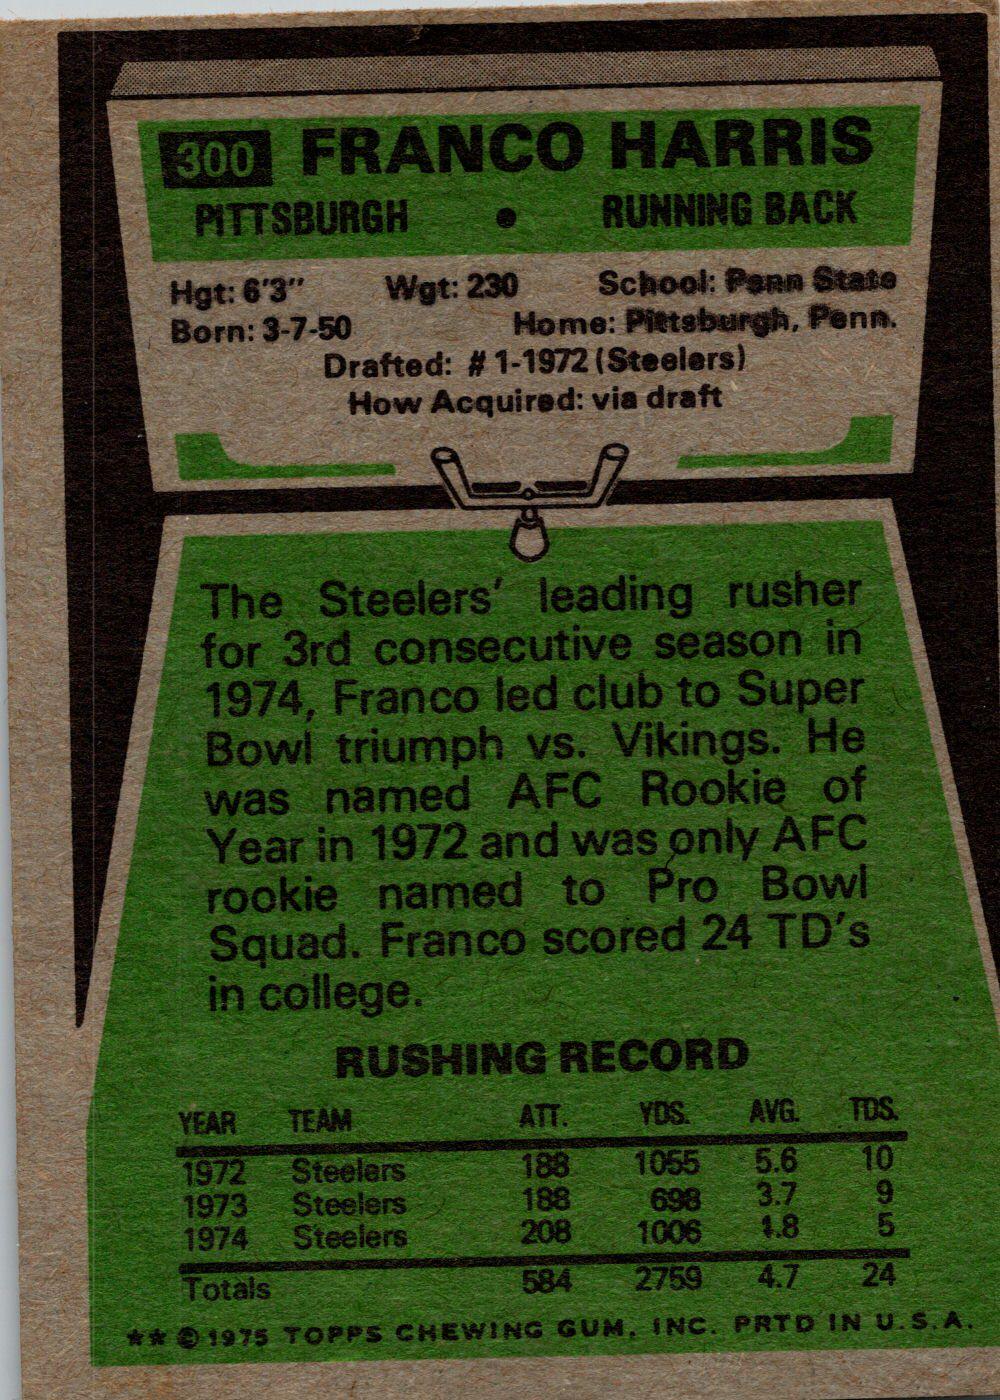 300 FRANCO HARRIS
PITTSBURGH • RUNNING BACK
Hgt: 6'3" Wgt: 230 School: Penn State
Born: 3-7-50 Home: Pittsburgh, Penn.
Drafted: #1-1972 (Steelers)
How Acquired: via draft
The Steelers' leading rusher
for 3rd consecutive season in
1974, Franco led club to Super
Bowl triumph vs. Vikings. He
was named AFC Rookie of
Year in 1972 and was only AFC
rookie named to Pro Bowl
Squad. Franco scored 24 TD's
in college.
RUSHING RECORD
YEAR TEAM ATT. YDS. AVG. TDS.
1972 Steelers 188 1055 5.6 10
1973 Steelers 188 698 3.7 9
1974 Steelers 208 1006 4.8 5
Totals 584 2759 4.7 24
** © 1975 TOPPS CHEWING GUM, INC. PRTD IN U.S.A.